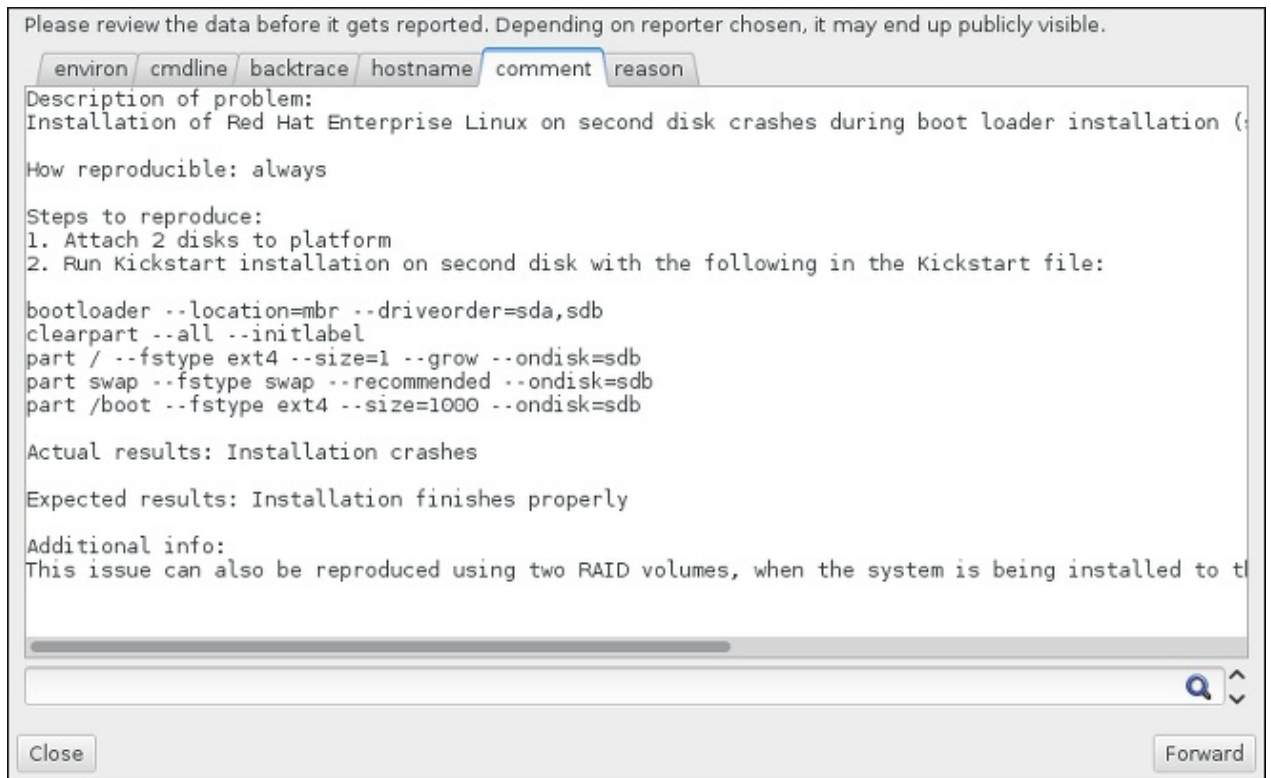 Please review the data before it gets reported. Depending on reporter chosen, it may end up publicly visible.
environ cmdline backtrace hostname comment reason
Description of problem:
Installation of Red Hat Enterprise Linux on second disk crashes during boot loader installation (
How reproducible: always
Steps to reproduce:
1. Attach 2 disks to platform
2. Run Kickstart installation on second disk with the following in the Kickstart file:
bootloader --location=mbr --driveorder=sda,sdb
clearpart --all --initlabel
part / --fstype ext4 --size=1 --grow --ondisk=sdb
part swap --fstype swap --recommended --ondisk=sdb
part /boot --fstype ext4 --size=1000 --ondisk=sdb
Actual results: Installation crashes
Expected results: Installation finishes properly
Additional info:
This issue can also be reproduced using two RAID volumes, when the system is being installed to
Close Forward